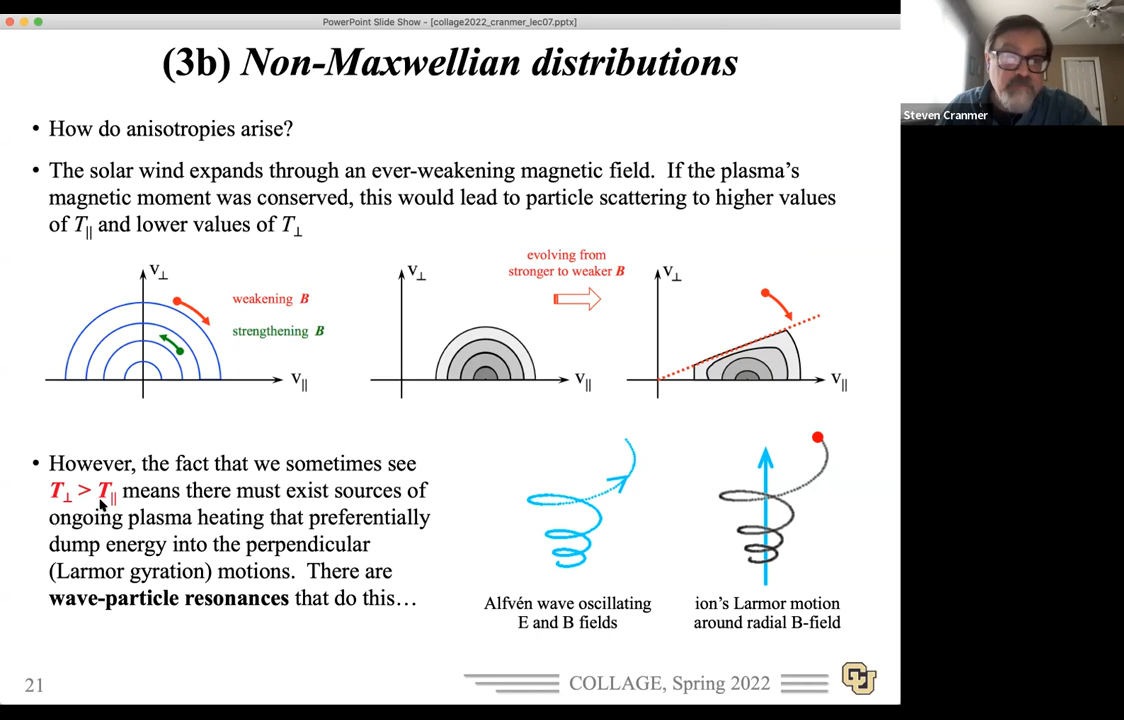 PowerPoint Slide Show - [collage2022_cranmer_lec07.pptx]
(3b) Non-Maxwellian distributions
Steven Cranmer
• How do anisotropies arise?
• The solar wind expands through an ever-weakening magnetic field. If the plasma's
magnetic moment was conserved, this would lead to particle scattering to higher values
of T|| and lower values of T⊥
V⊥
weakening B
strengthening B
V||
V⊥
V||
evolving from
stronger to weaker B
V⊥
V||
• However, the fact that we sometimes see
T⊥ > T|| means there must exist sources of
ongoing plasma heating that preferentially
dump energy into the perpendicular
(Larmor gyration) motions. There are
wave-particle resonances that do this…
Alfvén wave oscillating
E and B fields
ion's Larmor motion
around radial B-field
21
COLLAGE, Spring 2022
CU